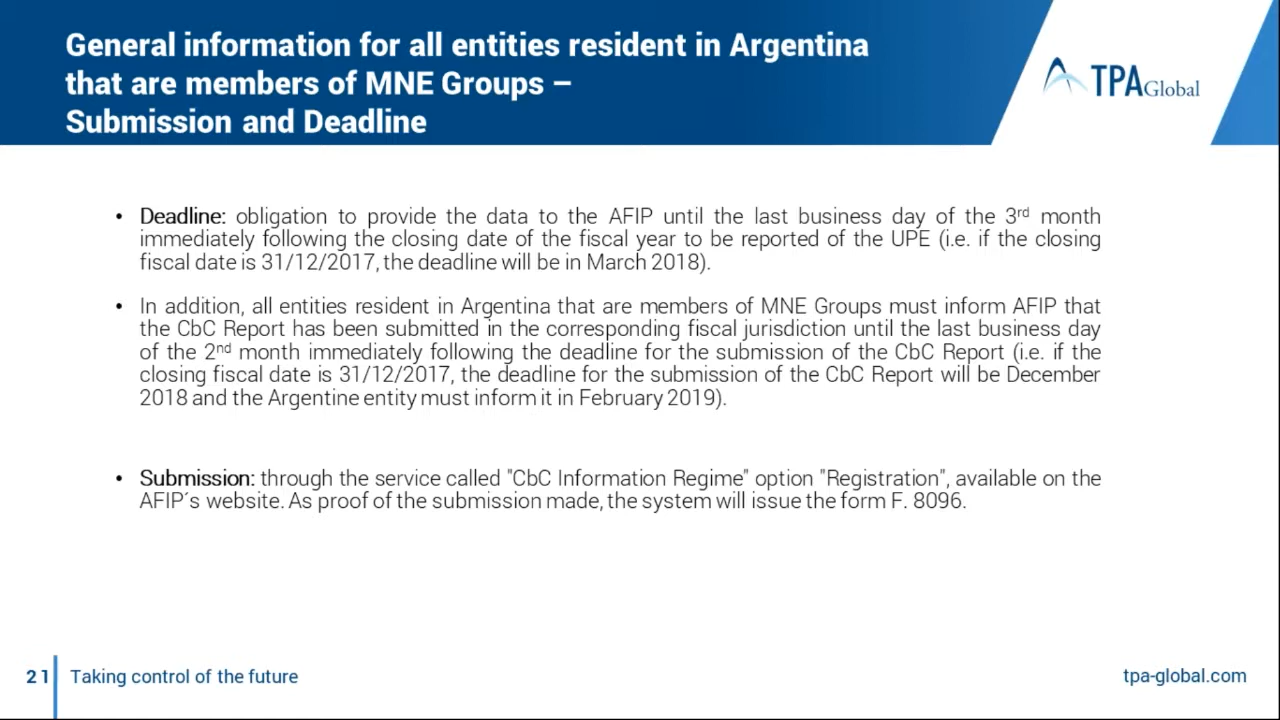 General information for all entities resident in Argentina
that are members of MNE Groups –
Submission and Deadline
TPAGlobal
• Deadline: obligation to provide the data to the AFIP until the last business day of the 3rd month
immediately following the closing date of the fiscal year to be reported of the UPE (i.e. if the closing
fiscal date is 31/12/2017, the deadline will be in March 2018).
• In addition, all entities resident in Argentina that are members of MNE Groups must inform AFIP that
the CbC Report has been submitted in the corresponding fiscal jurisdiction until the last business day
of the 2nd month immediately following the deadline for the submission of the CbC Report (i.e. if the
closing fiscal date is 31/12/2017, the deadline for the submission of the CbC Report will be December
2018 and the Argentine entity must inform it in February 2019).
• Submission: through the service called "CbC Information Regime" option "Registration", available on the
AFIP´s website. As proof of the submission made, the system will issue the form F. 8096.
21 Taking control of the future
tpa-global.com